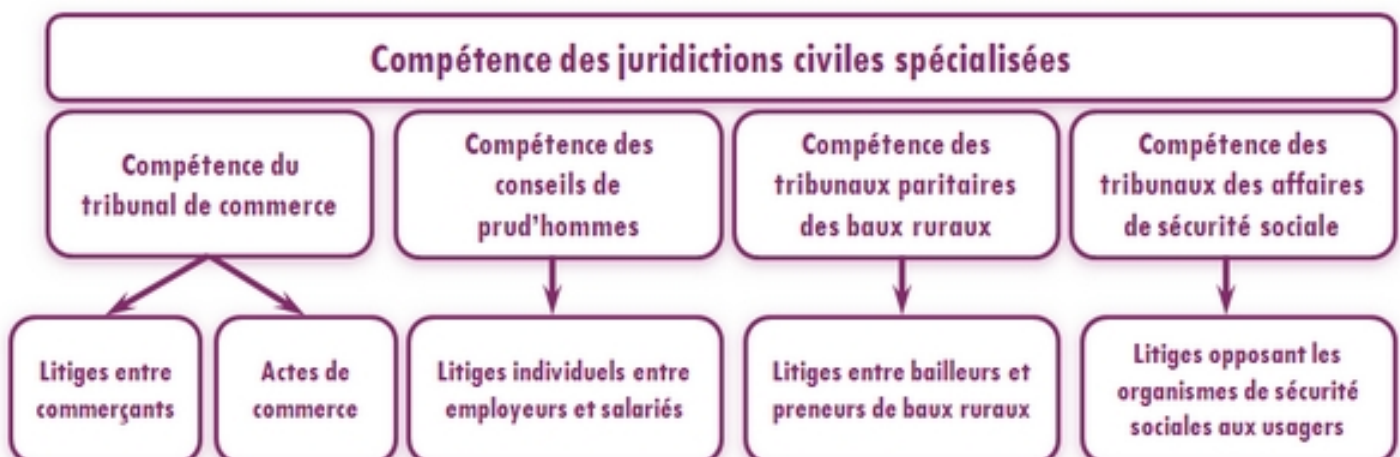 Compétence des juridictions civiles spécialisées
Compétence du
tribunal de commerce
Compétence des
conseils de
prud'hommes
Compétence des
tribunaux paritaires
des baux ruraux
Compétence des
tribunaux des affaires
de sécurité sociale
Litiges entre
commerçants
Actes de
commerce
Litiges individuels entre
employeurs et salariés
Litiges entre bailleurs et
preneurs de baux ruraux
Litiges opposant les
organismes de sécurité
sociales aux usagers